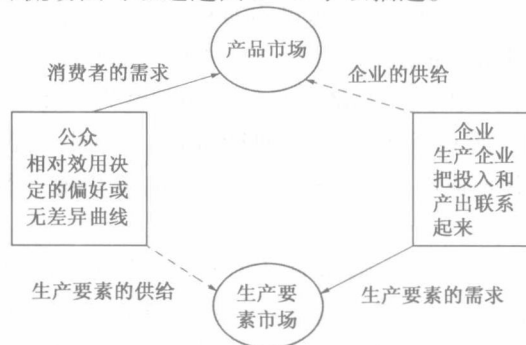 产品市场
消费者的需求
企业的供给
公众
相对效用决
定的偏好或
无差异曲线
企业
生产企业
把投入和
产出联系
起来
生产要素的供给
生产要
素市场
生产要素的需求